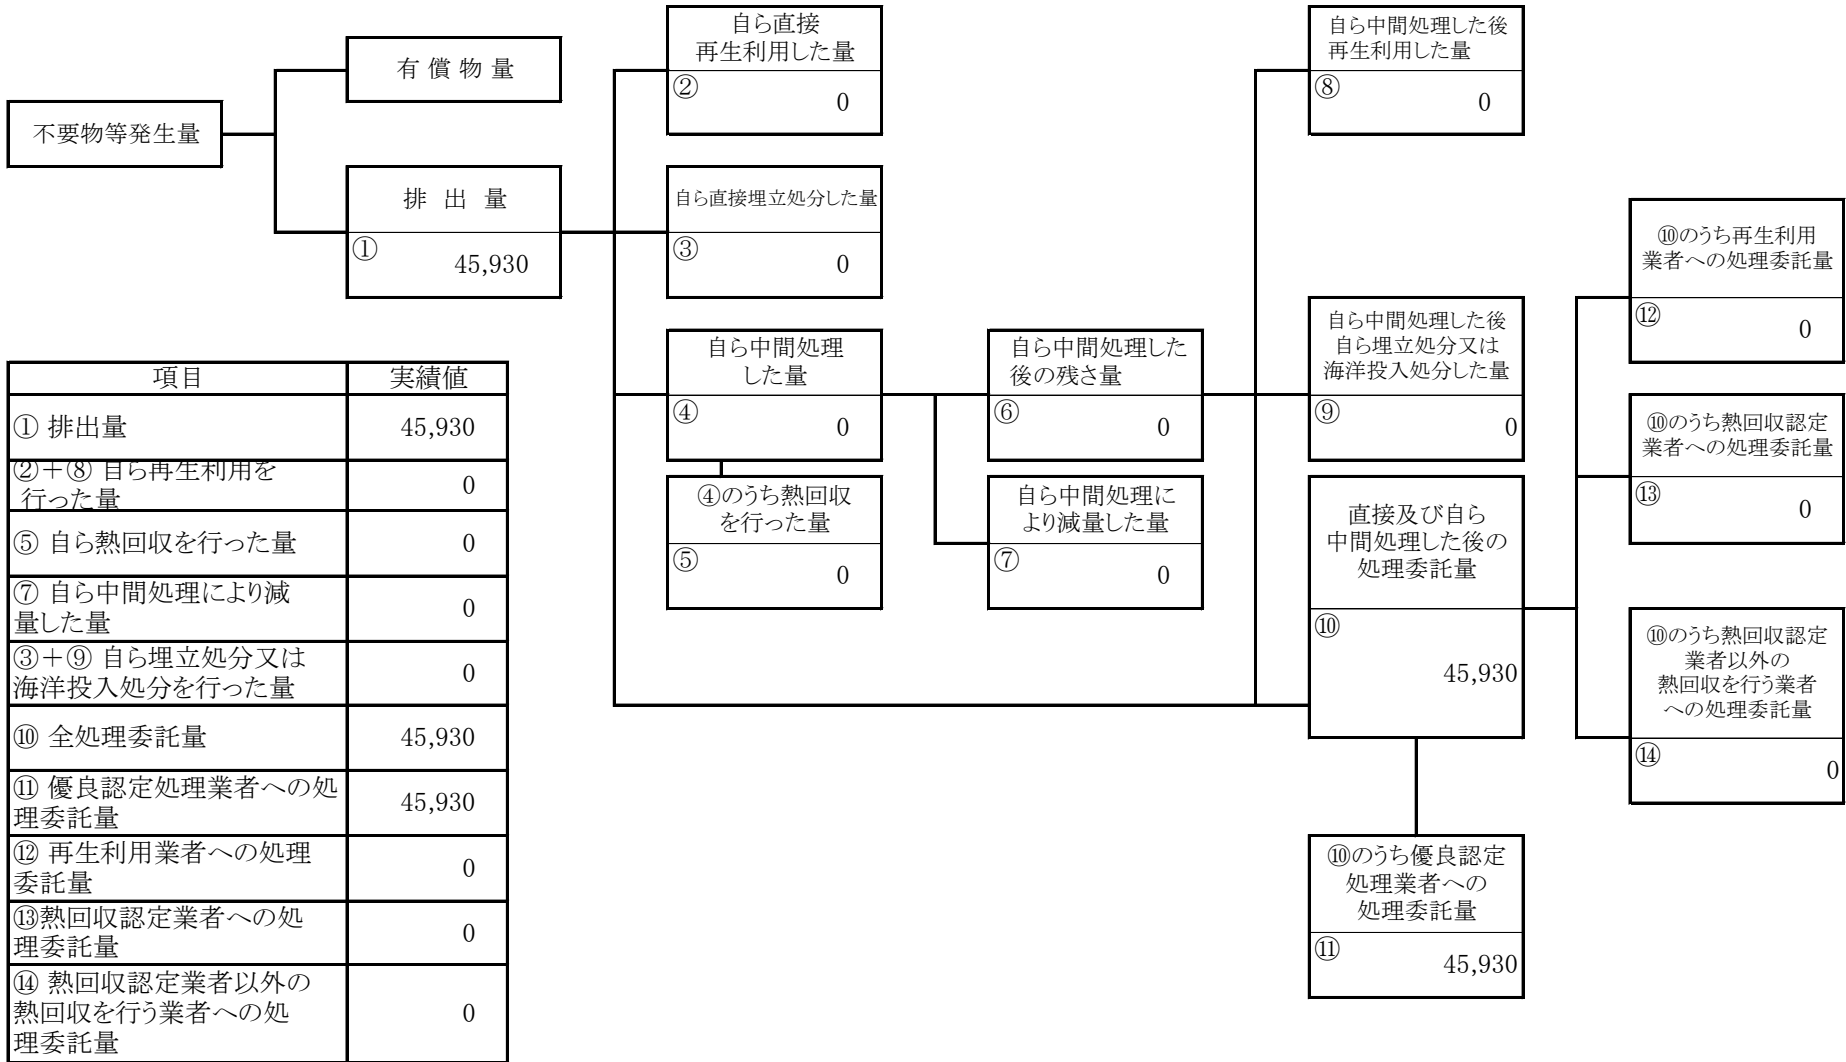 自ら直接
再生利用した量
② 0
自ら中間処理した後
再生利用した量
⑧ 0
有 償 物 量
不要物等発生量
排 出 量
① 45,930
自ら直接埋立処分した量
③ 0
⑩のうち再生利用
業者への処理委託量
⑫ 0
自ら中間処理
した量
④ 0
自ら中間処理した
後の残さ量
⑥ 0
自ら中間処理した後
自ら埋立処分又は
海洋投入処分した量
⑨ 0
⑩のうち熱回収認定
業者への処理委託量
⑬ 0
④のうち熱回収
を行った量
⑤ 0
自ら中間処理に
より減量した量
⑦ 0
直接及び自ら
中間処理した後の
処理委託量
⑩
45,930
⑩のうち熱回収認定
業者以外の
熱回収を行う業者
への処理委託量
⑭ 0
⑩のうち優良認定
処理業者への
処理委託量
⑪ 45,930
項目 実績値
① 排出量 45,930
②+⑧ 自ら再生利用を
行った量 0
⑤ 自ら熱回収を行った量 0
⑦ 自ら中間処理により減
量した量 0
③+⑨ 自ら埋立処分又は
海洋投入処分を行った量 0
⑩ 全処理委託量 45,930
⑪ 優良認定処理業者への処
理委託量 45,930
⑫ 再生利用業者への処理
委託量 0
⑬熱回収認定業者への処
理委託量 0
⑭ 熱回収認定業者以外の
熱回収を行う業者への処
理委託量 0